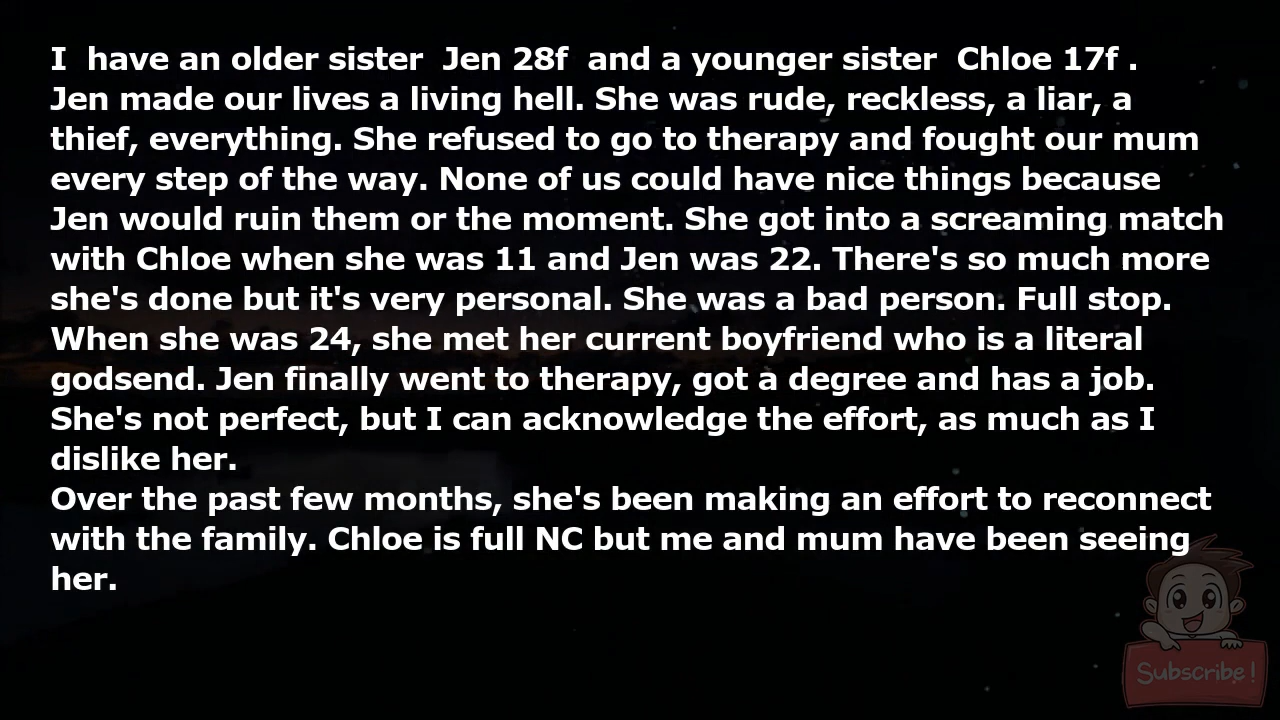 I  have an older sister  Jen 28f  and a younger sister  Chloe 17f .
Jen made our lives a living hell. She was rude, reckless, a liar, a
thief, everything. She refused to go to therapy and fought our mum
every step of the way. None of us could have nice things because
Jen would ruin them or the moment. She got into a screaming match
with Chloe when she was 11 and Jen was 22. There's so much more
she's done but it's very personal. She was a bad person. Full stop.
When she was 24, she met her current boyfriend who is a literal
godsend. Jen finally went to therapy, got a degree and has a job.
She's not perfect, but I can acknowledge the effort, as much as I
dislike her.
Over the past few months, she's been making an effort to reconnect
with the family. Chloe is full NC but me and mum have been seeing
her.
Subscribe!